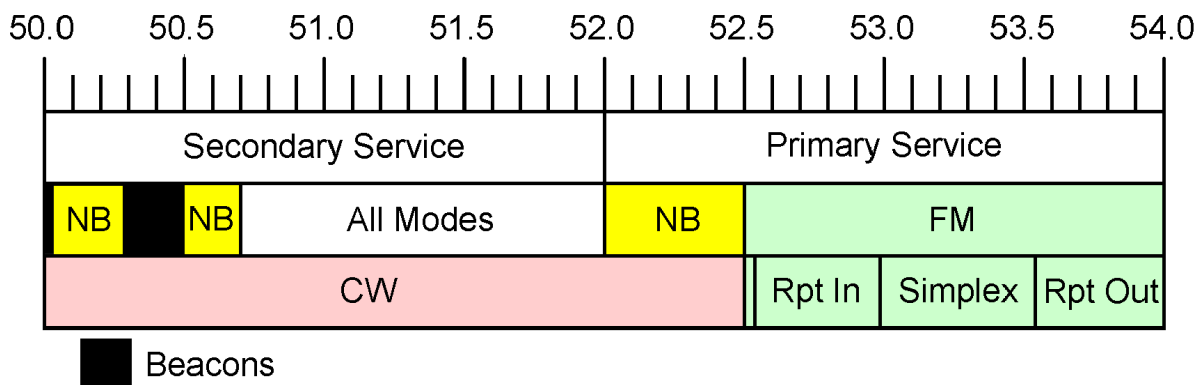 50.0 50.5 51.0 51.5 52.0 52.5 53.0 53.5 54.0
Secondary Service Primary Service
NB NB All Modes NB FM
CW Rpt In Simplex Rpt Out
Beacons